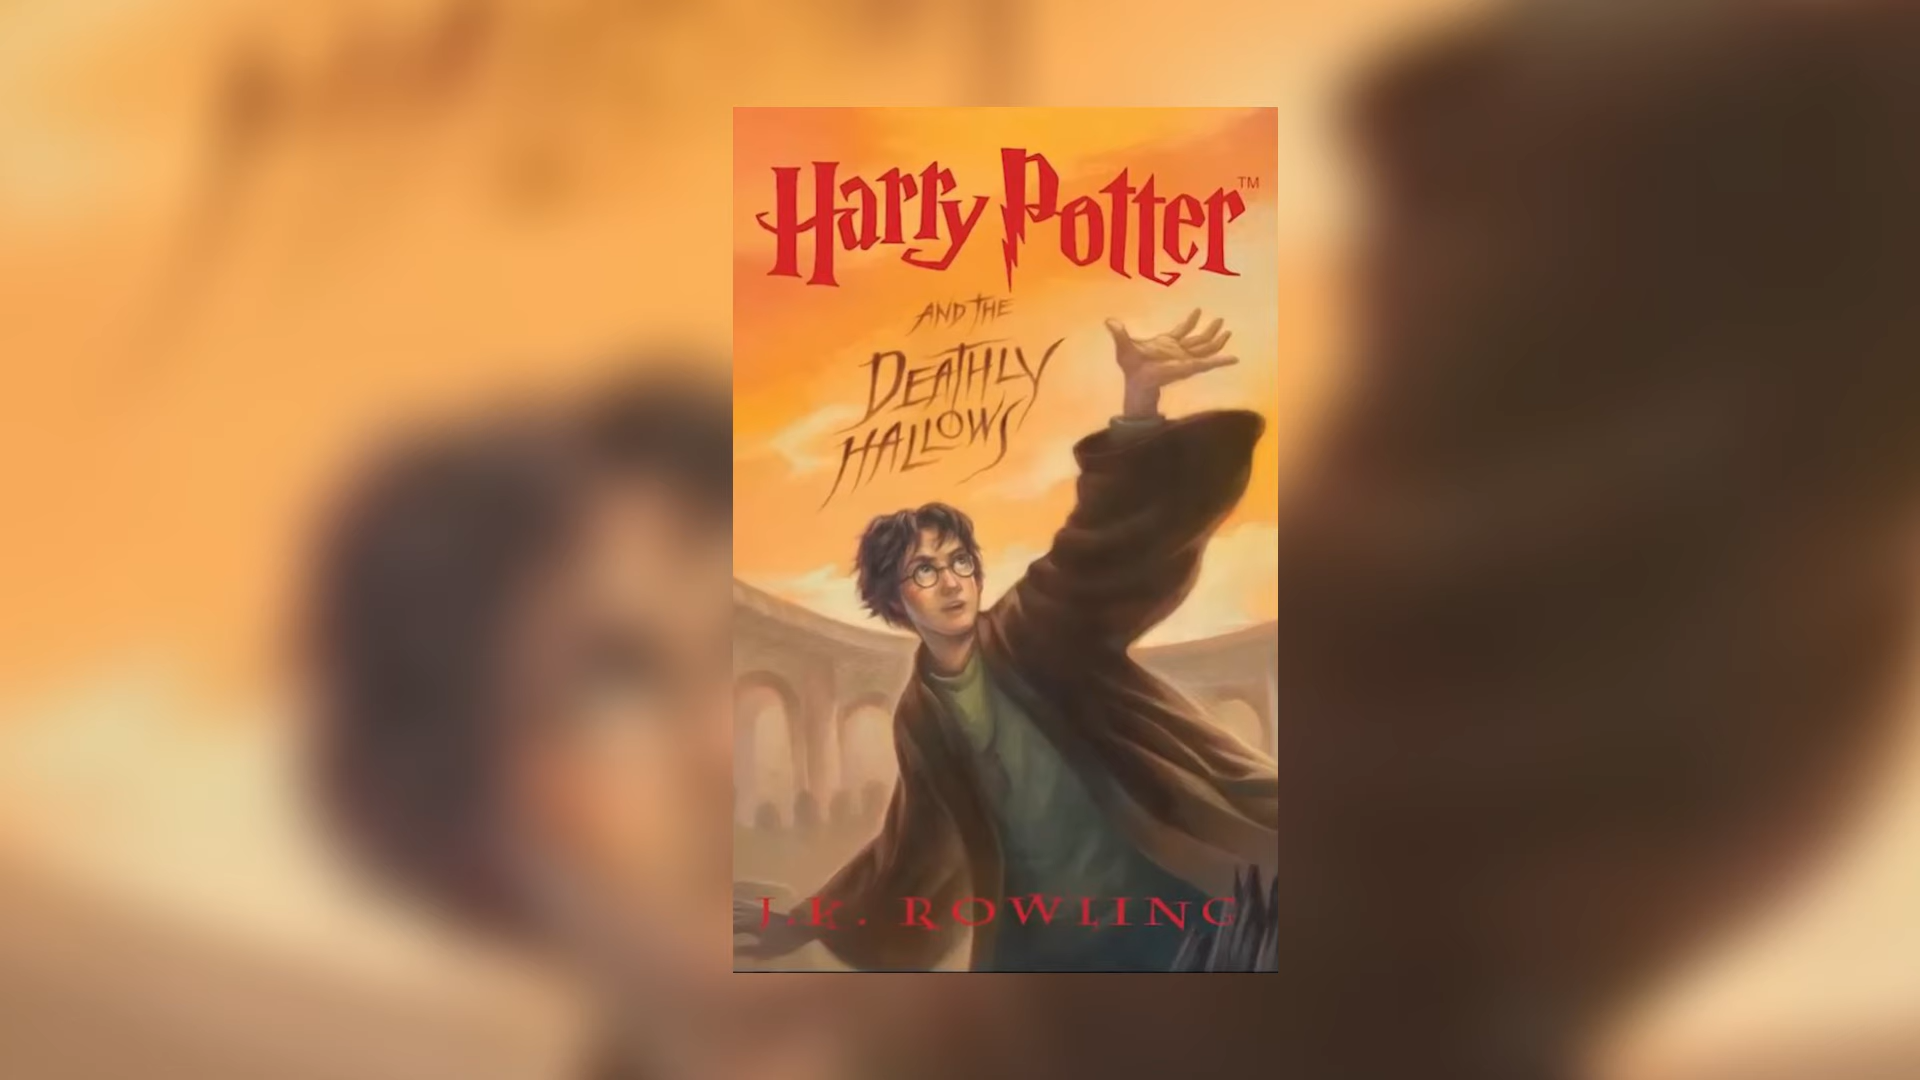 Harry Potter™
AND THE
DEATHLY
HALLOWS
J.K. ROWLING